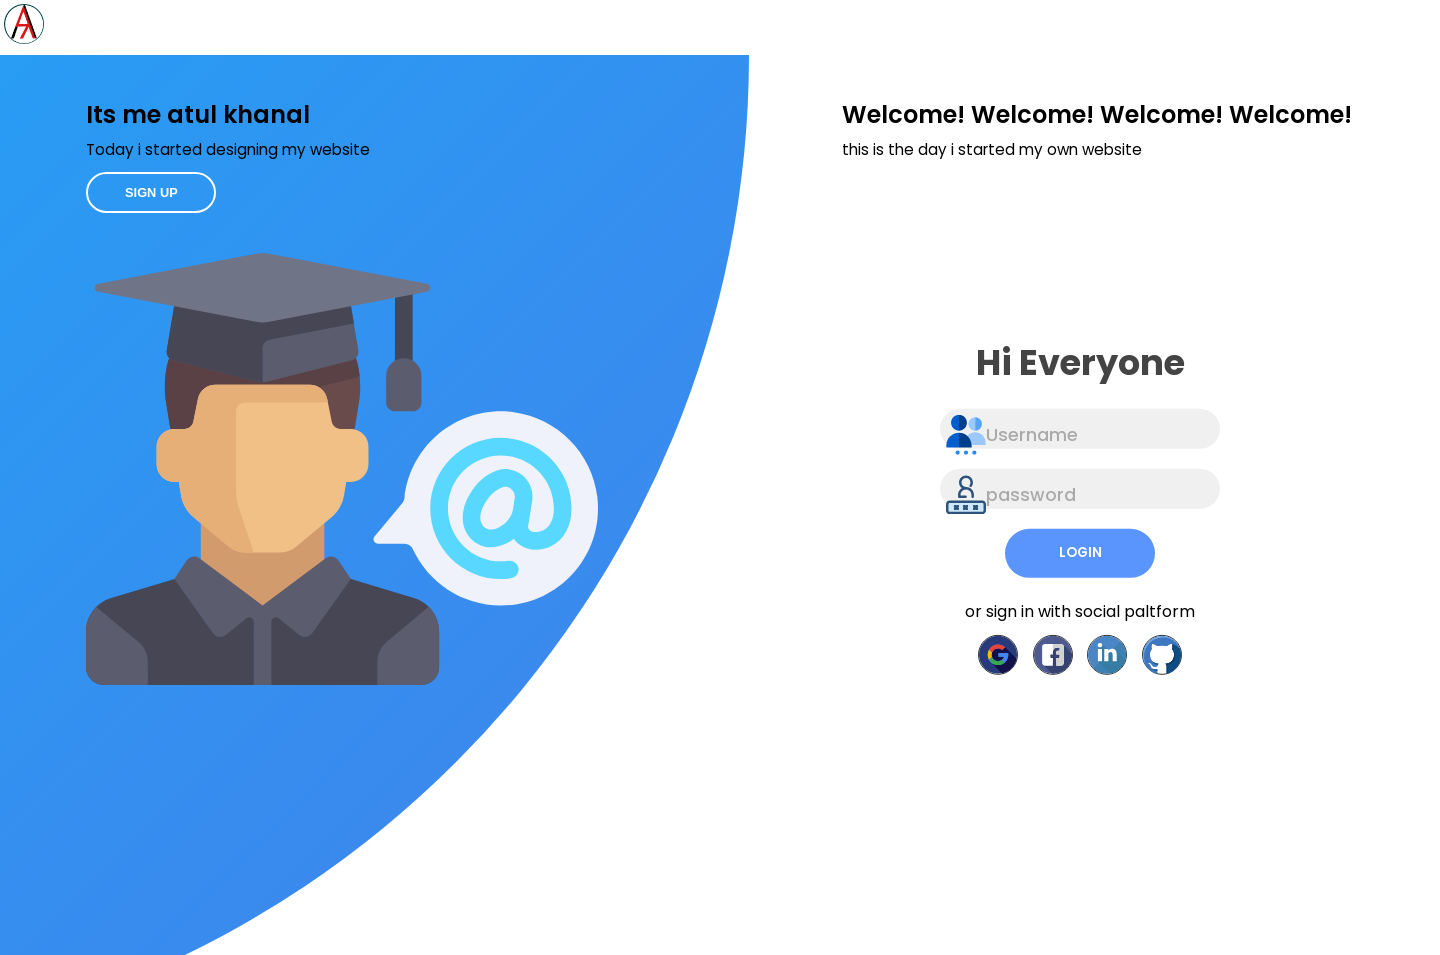 Its me atul khanal
Today i started designing my website
SIGN UP
@
Welcome! Welcome! Welcome! Welcome!
this is the day i started my own website
Hi Everyone
Username
password
LOGIN
or sign in with social paltform
G f in